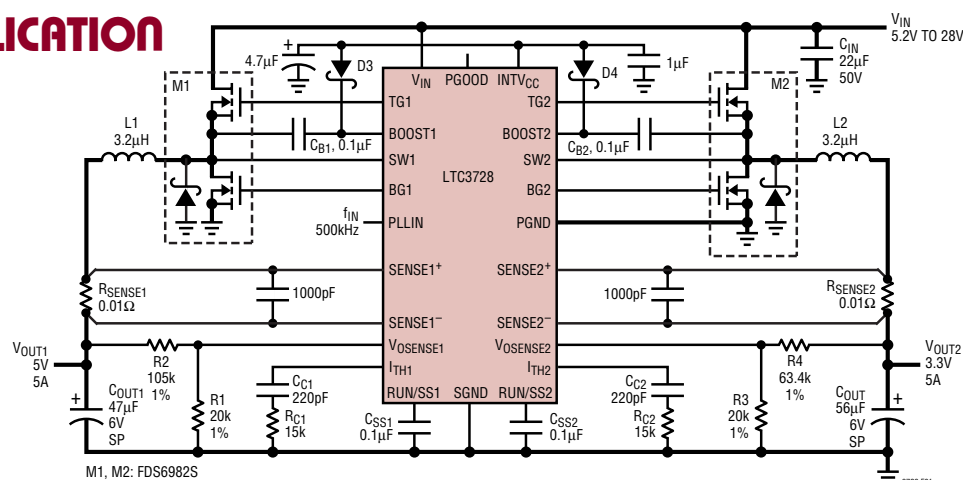 LICATION
VIN
5.2V TO 28V
CIN
22µF
50V
4.7µF
D3
D4
1µF
VIN PGOOD INTVCC
M1
M2
TG1
TG2
L1
3.2µH
L2
3.2µH
BOOST1
BOOST2
CB1, 0.1µF
CB2, 0.1µF
SW1
SW2
LTC3728
BG1
BG2
fIN
500kHz
PLLIN
PGND
SENSE1+
SENSE2+
RSENSE1
0.01Ω
1000pF
1000pF
RSENSE2
0.01Ω
SENSE1–
SENSE2–
VOUT1
5V
5A
R2
105k
1%
VOSENSE1
VOSENSE2
R4
63.4k
1%
VOUT2
3.3V
5A
ITH1
ITH2
COUT1
47µF
6V
SP
R1
20k
1%
CC1
220pF
RC1
15k
RUN/SS1 SGND RUN/SS2
CSS1
0.1µF
CSS2
0.1µF
CC2
220pF
RC2
15k
R3
20k
1%
COUT
56µF
6V
SP
M1, M2: FDS6982S